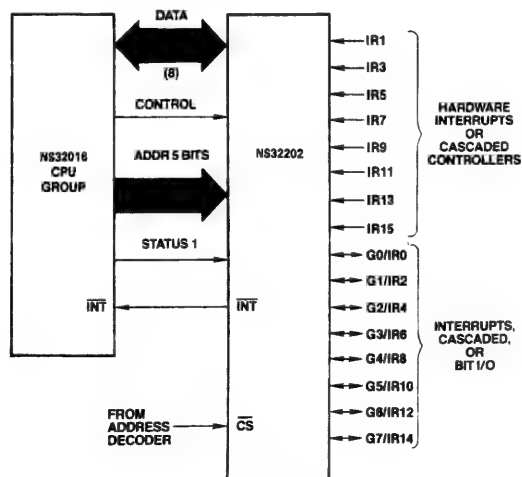 DATA
(8)
CONTROL
ADDR 5 BITS
STATUS 1
NS32016
CPU
GROUP
INT
NS32202
INT
FROM
ADDRESS
DECODER
CS
IR1
IR3
IR5
IR7
IR9
IR11
IR13
IR15
G0/IR0
G1/IR2
G2/IR4
G3/IR6
G4/IR8
G5/IR10
G6/IR12
G7/IR14
HARDWARE
INTERRUPTS
OR
CASCADED
CONTROLLERS
INTERRUPTS,
CASCADED,
OR
BIT I/O